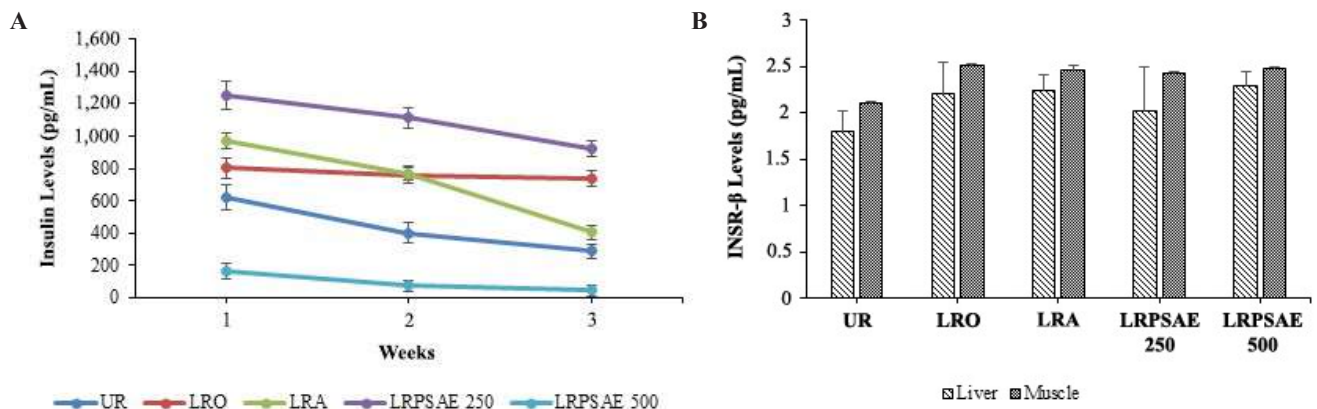 A
Insulin Levels (pg/mL)
1,600
1,400
1,200
1,000
800
600
400
200
0
1 2 3
Weeks
UR LRO LRA LRPSAE 250 LRPSAE 500
B
INSR-β Levels (pg/mL)
3
2.5
2
1.5
1
0.5
0
UR LRO LRA LRPSAE 250 LRPSAE 500
Liver Muscle